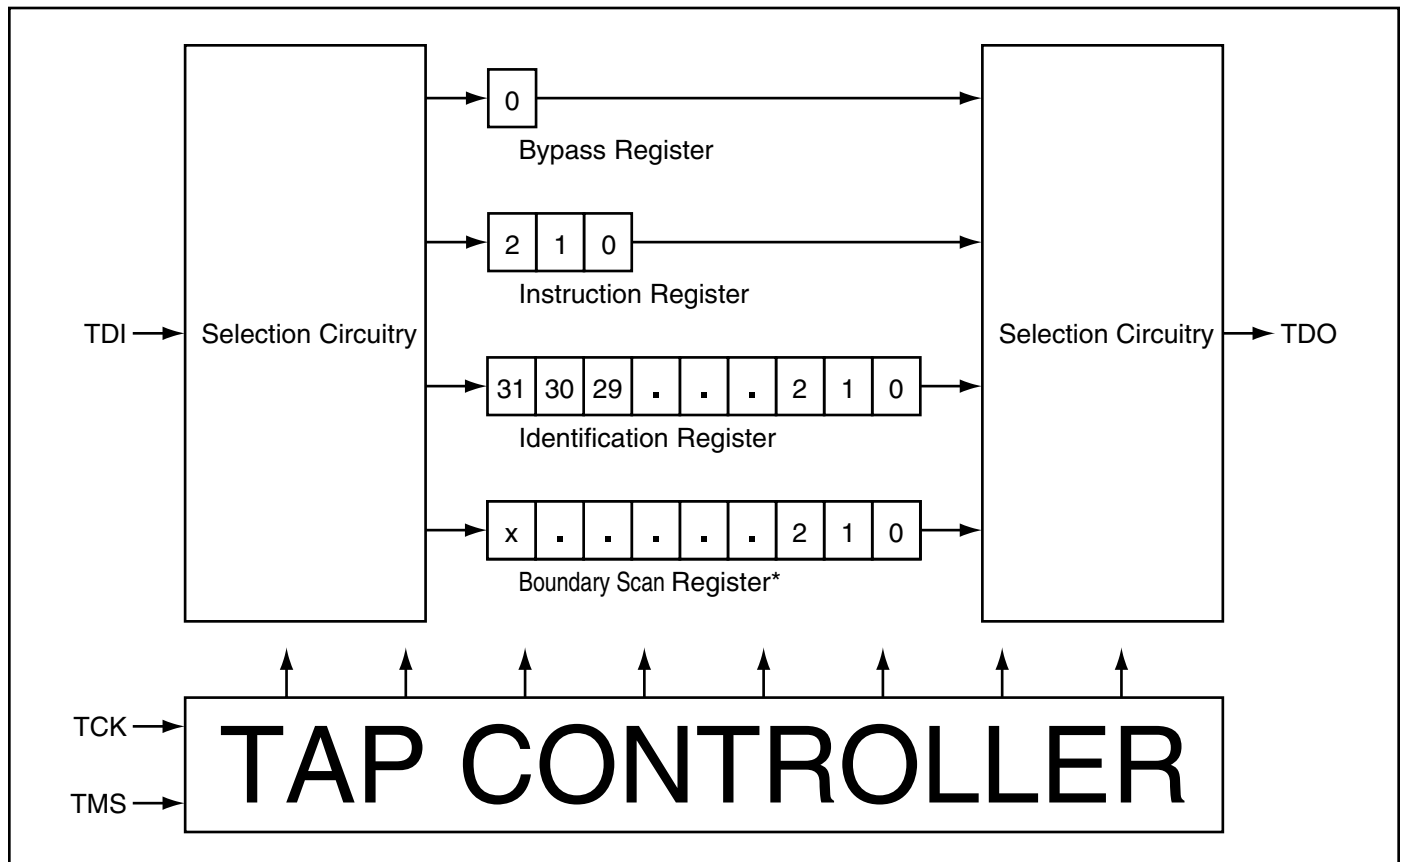 0
Bypass Register
2 1 0
Instruction Register
TDI
Selection Circuitry
Selection Circuitry
TDO
31 30 29 . . . 2 1 0
Identification Register
x . . . . . 2 1 0
Boundary Scan Register*
TCK
TMS
TAP CONTROLLER